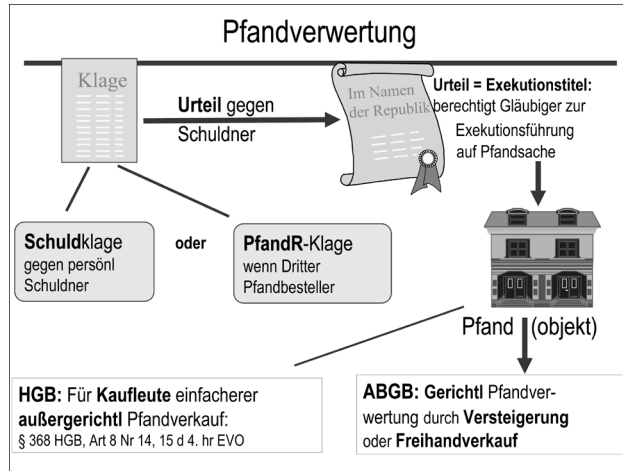 Pfandverwertung
Klage
Urteil gegen
Schuldner
Im Namen
der Republik
Urteil = Exekutionstitel:
berechtigt Gläubiger zur
Exekutionsführung
auf Pfandsache
Schuldklage
gegen persönl
Schuldner
oder
PfandR-Klage
wenn Dritter
Pfandbesteller
Pfand (objekt)
HGB: Für Kaufleute einfacherer
außergerichtl Pfandverkauf:
§ 368 HGB, Art 8 Nr 14, 15 d 4. hr EVO
ABGB: Gerichtl Pfandver-
wertung durch Versteigerung
oder Freihandverkauf